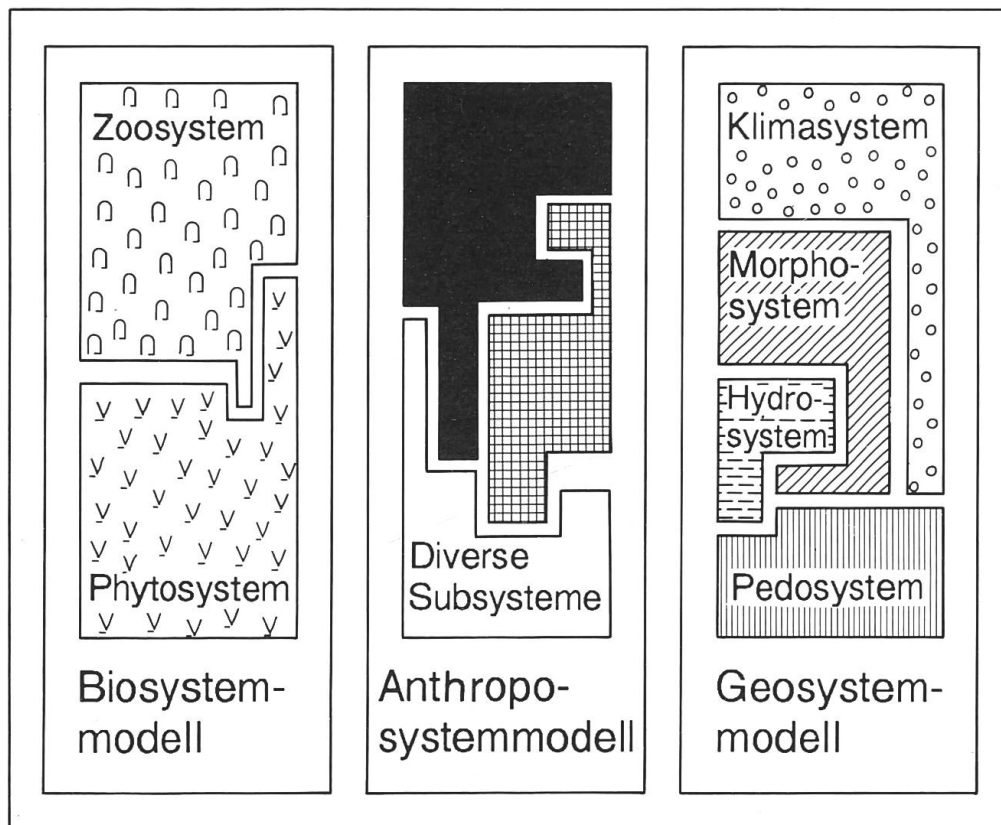 Zoosystem
Phytosystem
Biosystem-
modell
Diverse
Subsysteme
Anthropo-
systemmodell
Klimasystem
Morpho-
system
Hydro-
system
Pedosystem
Geosystem-
modell